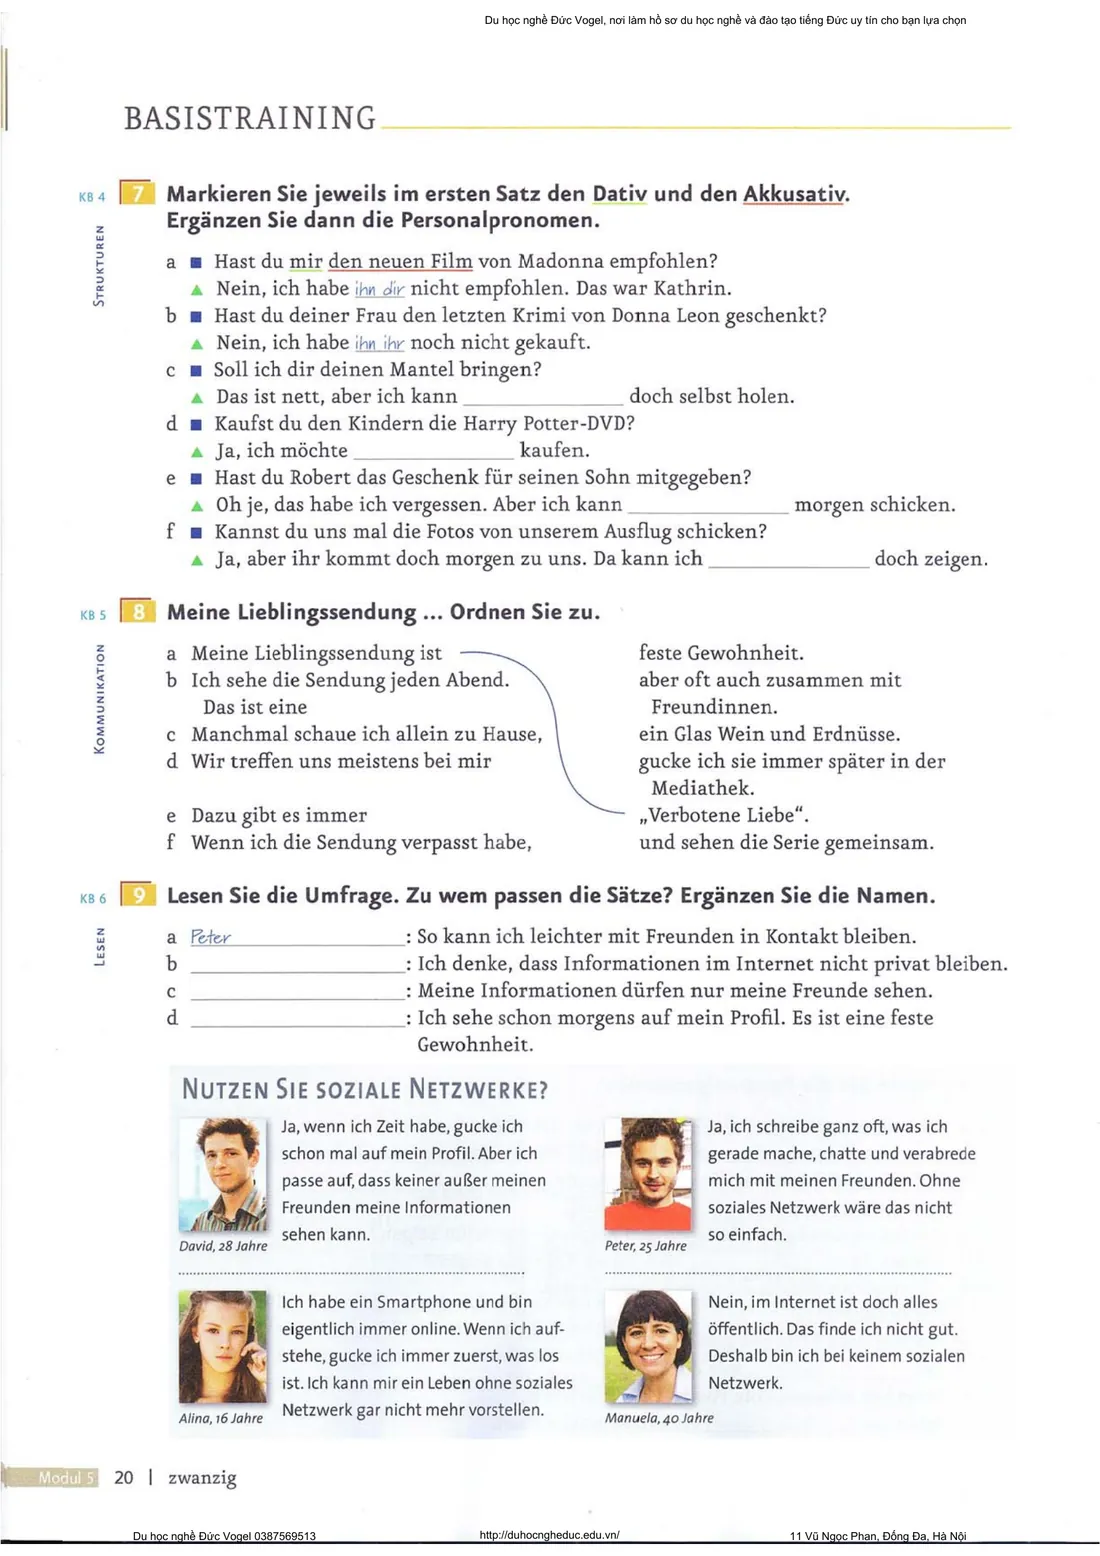 Du học nghề Đức Vogel, nơi làm hồ sơ du học nghề và đào tạo tiếng Đức uy tín cho bạn lựa chọn
BASISTRAINING
KB 4 7 Markieren Sie jeweils im ersten Satz den Dativ und den Akkusativ.
Ergänzen Sie dann die Personalpronomen.
STRUKTUREN
a ■ Hast du mir den neuen Film von Madonna empfohlen?
▲ Nein, ich habe ihn dir nicht empfohlen. Das war Kathrin.
b ■ Hast du deiner Frau den letzten Krimi von Donna Leon geschenkt?
▲ Nein, ich habe ihn ihr noch nicht gekauft.
c ■ Soll ich dir deinen Mantel bringen?
▲ Das ist nett, aber ich kann ______________ doch selbst holen.
d ■ Kaufst du den Kindern die Harry Potter-DVD?
▲ Ja, ich möchte ______________ kaufen.
e ■ Hast du Robert das Geschenk für seinen Sohn mitgegeben?
▲ Oh je, das habe ich vergessen. Aber ich kann ______________ morgen schicken.
f ■ Kannst du uns mal die Fotos von unserem Ausflug schicken?
▲ Ja, aber ihr kommt doch morgen zu uns. Da kann ich ______________ doch zeigen.
KB 5 8 Meine Lieblingssendung ... Ordnen Sie zu.
KOMMUNIKATION
a Meine Lieblingssendung ist
b Ich sehe die Sendung jeden Abend.
Das ist eine
c Manchmal schaue ich allein zu Hause,
d Wir treffen uns meistens bei mir
e Dazu gibt es immer
f Wenn ich die Sendung verpasst habe,
feste Gewohnheit.
aber oft auch zusammen mit
Freundinnen.
ein Glas Wein und Erdnüsse.
gucke ich sie immer später in der
Mediathek.
„Verbotene Liebe“.
und sehen die Serie gemeinsam.
KB 6 9 Lesen Sie die Umfrage. Zu wem passen die Sätze? Ergänzen Sie die Namen.
LESEN
a Peter______________: So kann ich leichter mit Freunden in Kontakt bleiben.
b ______________: Ich denke, dass Informationen im Internet nicht privat bleiben.
c ______________: Meine Informationen dürfen nur meine Freunde sehen.
d ______________: Ich sehe schon morgens auf mein Profil. Es ist eine feste
Gewohnheit.
NUTZEN SIE SOZIALE NETZWERKE?
Ja, wenn ich Zeit habe, gucke ich
schon mal auf mein Profil. Aber ich
passe auf, dass keiner außer meinen
Freunden meine Informationen
sehen kann.
David, 28 Jahre
Ja, ich schreibe ganz oft, was ich
gerade mache, chatte und verabrede
mich mit meinen Freunden. Ohne
soziales Netzwerk wäre das nicht
so einfach.
Peter, 25 Jahre
Ich habe ein Smartphone und bin
eigentlich immer online. Wenn ich auf-
stehe, gucke ich immer zuerst, was los
ist. Ich kann mir ein Leben ohne soziales
Netzwerk gar nicht mehr vorstellen.
Alina, 16 Jahre
Nein, im Internet ist doch alles
öffentlich. Das finde ich nicht gut.
Deshalb bin ich bei keinem sozialen
Netzwerk.
Manuela, 40 Jahre
Modul 5 20 | zwanzig
Du học nghề Đức Vogel 0387569513 http://duhocngheduc.edu.vn/ 11 Vũ Ngọc Phan, Đống Đa, Hà Nội